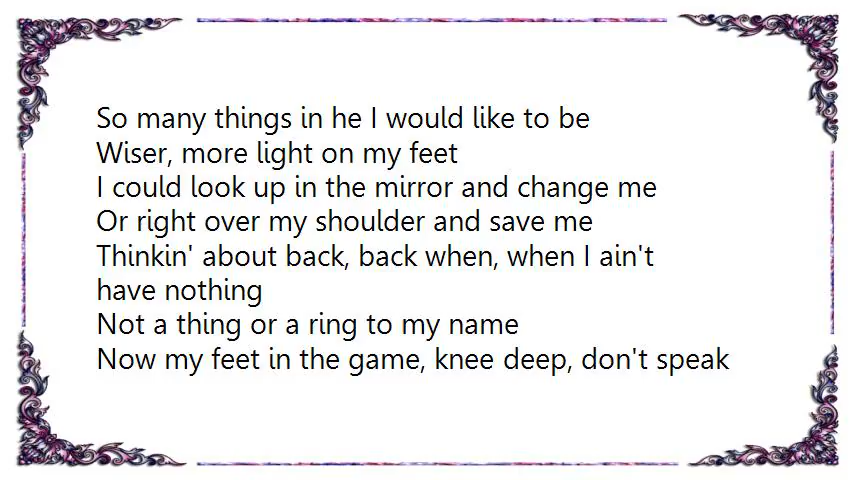 So many things in he I would like to be
Wiser, more light on my feet
I could look up in the mirror and change me
Or right over my shoulder and save me
Thinkin' about back, back when, when I ain't
have nothing
Not a thing or a ring to my name
Now my feet in the game, knee deep, don't speak